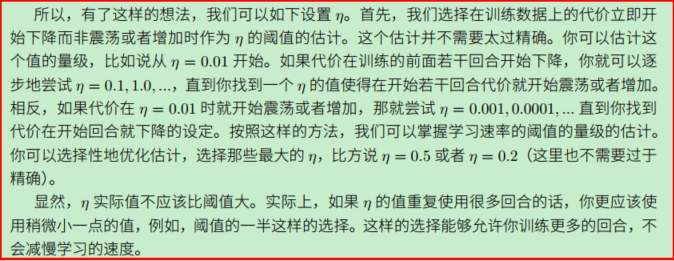 所以，有了这样的想法，我们可以如下设置 η。首先，我们选择在训练数据上的代价立即开
始下降而非震荡或者增加时作为 η 的阈值的估计。这个估计并不需要太过精确。你可以估计这
个值的量级，比如说从 η = 0.01 开始。如果代价在训练的前面若干回合开始下降，你就可以逐
步地尝试 η = 0.1, 1.0, ...，直到你找到一个 η 的值使得在开始若干回合代价就开始震荡或者增加。
相反，如果代价在 η = 0.01 时就开始震荡或者增加，那就尝试 η = 0.001, 0.0001, ... 直到你找到
代价在开始回合就下降的设定。按照这样的方法，我们可以掌握学习速率的阈值的量级的估计。
你可以选择性地优化估计，选择那些最大的 η，比方说 η = 0.5 或者 η = 0.2（这里也不需要过于
精确）。
显然，η 实际值不应该比阈值大。实际上，如果 η 的值重复使用很多回合的话，你更应该使
用稍微小一点的值，例如，阈值的一半这样的选择。这样的选择能够允许你训练更多的回合，不
会减慢学习的速度。